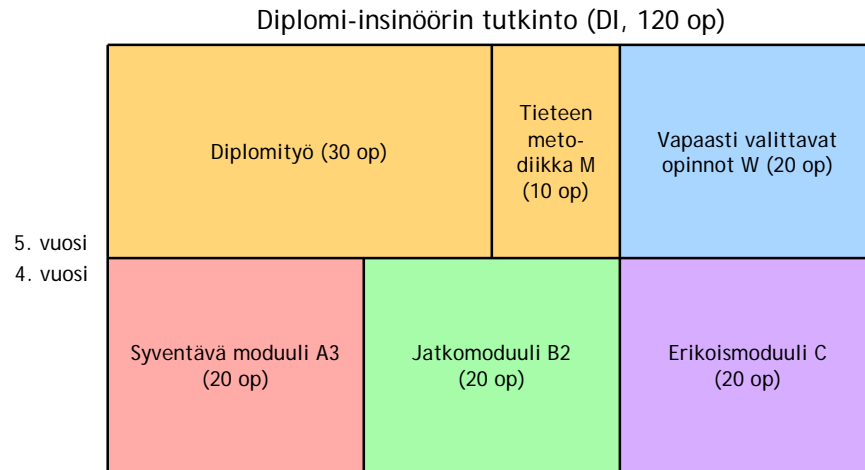 Diplomi-insinöörin tutkinto (DI, 120 op)
Diplomityö (30 op)
Tieteen
meto-
diikka M
(10 op)
Vapaasti valittavat
opinnot W (20 op)
5. vuosi
4. vuosi
Syventävä moduuli A3
(20 op)
Jatkomoduuli B2
(20 op)
Erikoismoduuli C
(20 op)